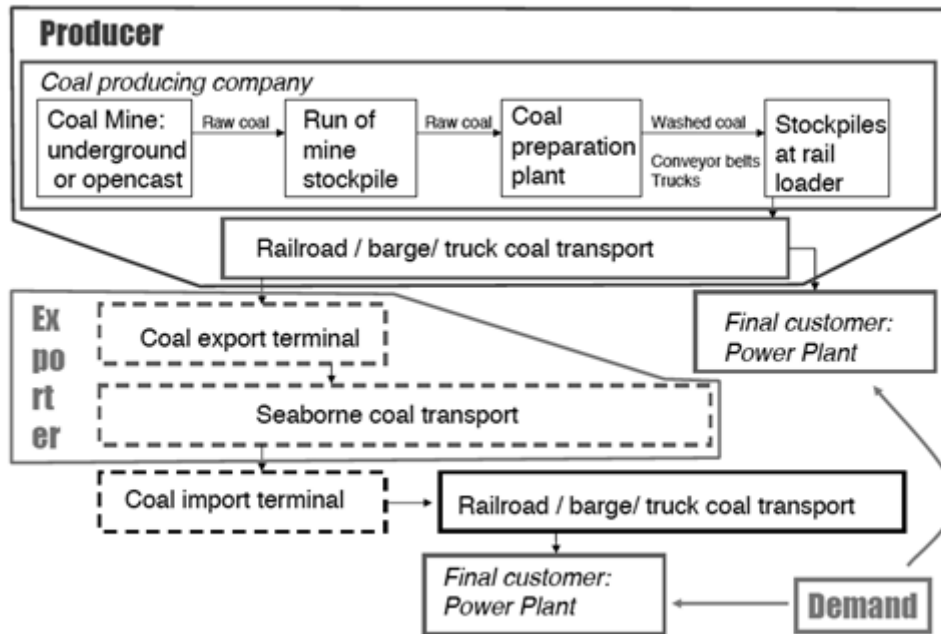 Producer
Coal producing company
Coal Mine:
underground
or opencast
Raw coal
Run of
mine
stockpile
Raw coal
Coal
preparation
plant
Washed coal
Conveyor belts
Trucks
Stockpiles
at rail
loader
Railroad / barge/ truck coal transport
Ex
po
rt
er
Coal export terminal
Final customer:
Power Plant
Seaborne coal transport
Coal import terminal
Railroad / barge/ truck coal transport
Final customer:
Power Plant
Demand